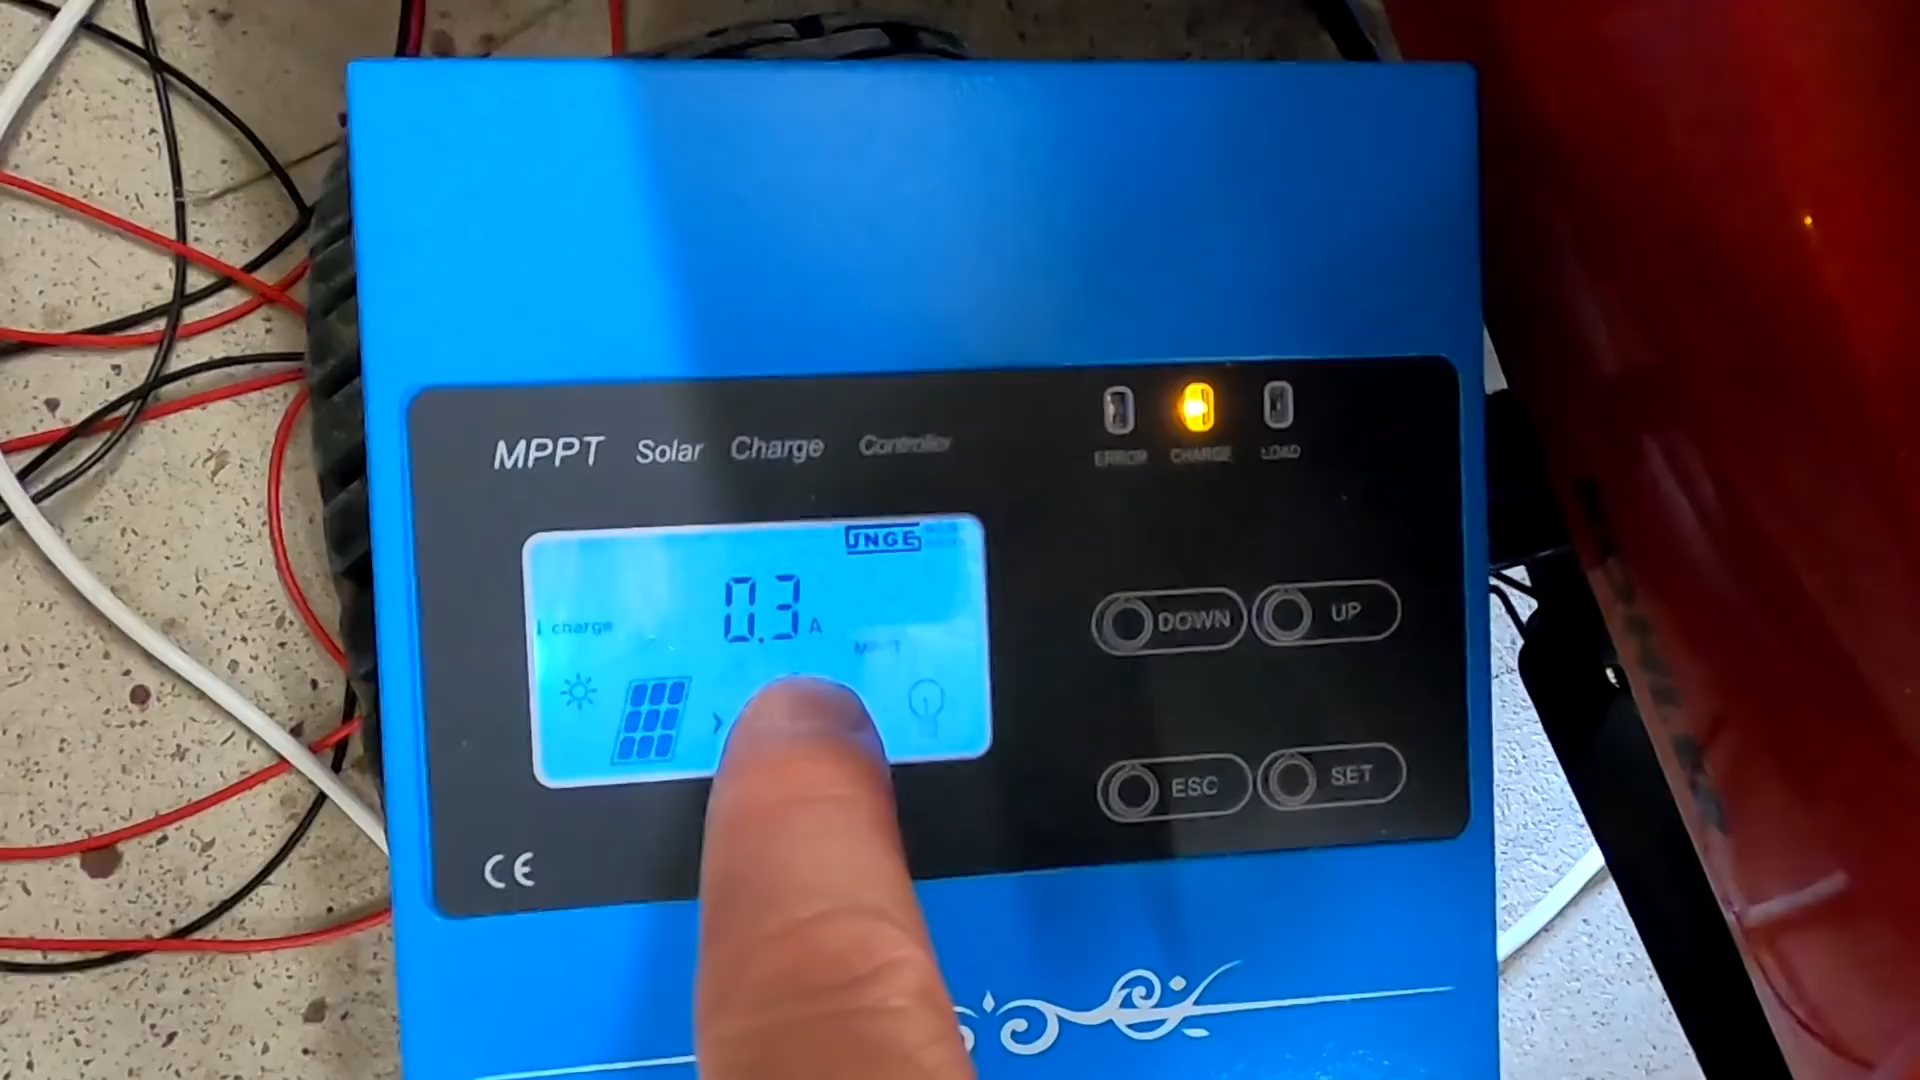 MPPT Solar Charge Controller
ERROR CHARGE LOAD
JNGE
0.3 A
charge
MPPT
DOWN UP
ESC SET
CE